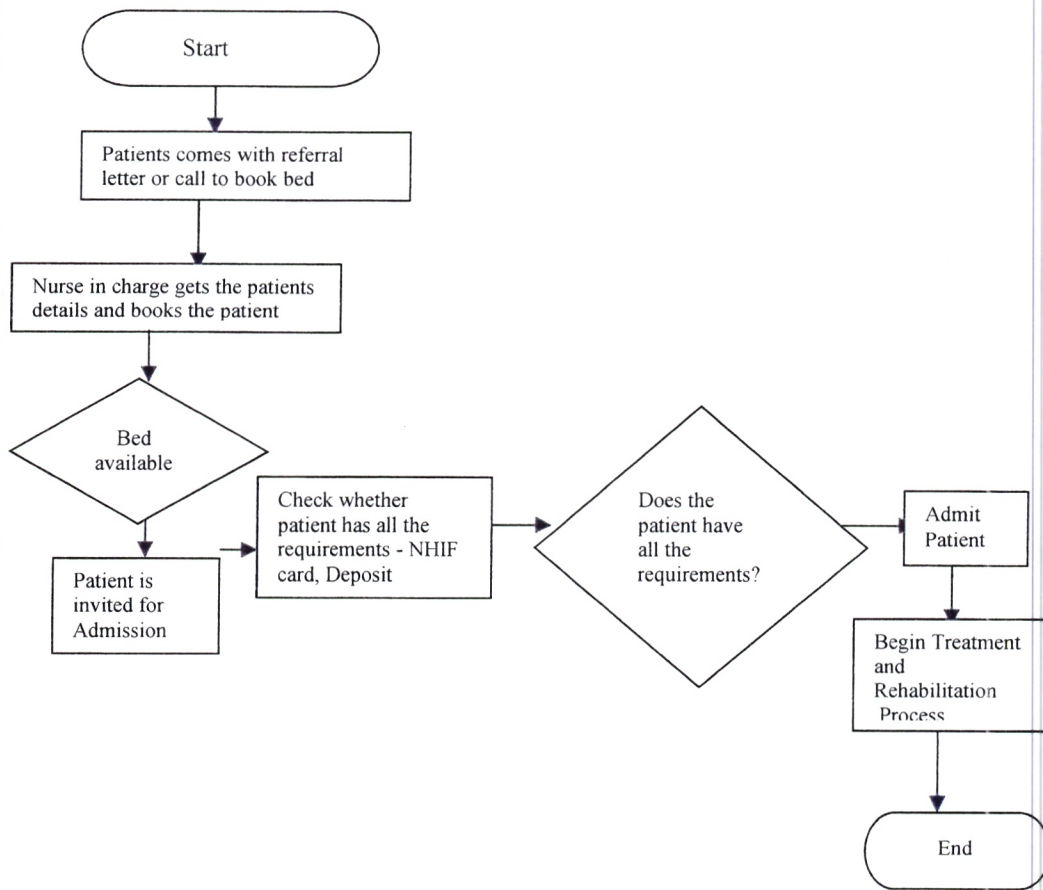 Start
Patients comes with referral
letter or call to book bed
Nurse in charge gets the patients
details and books the patient
Bed
available
Patient is
invited for
Admission
Check whether
patient has all the
requirements - NHIF
card, Deposit
Does the
patient have
all the
requirements?
Admit
Patient
Begin Treatment
and
Rehabilitation
Process
End